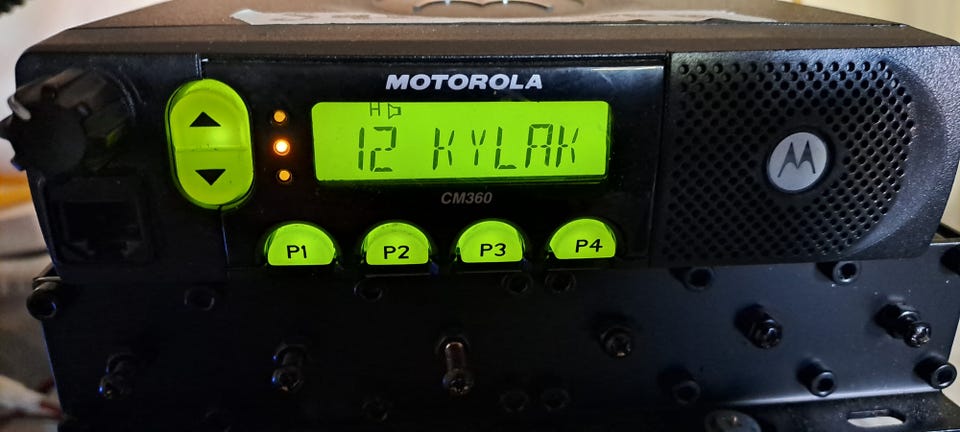 MOTOROLA
H
12 KYLAK
CM360
P1 P2 P3 P4